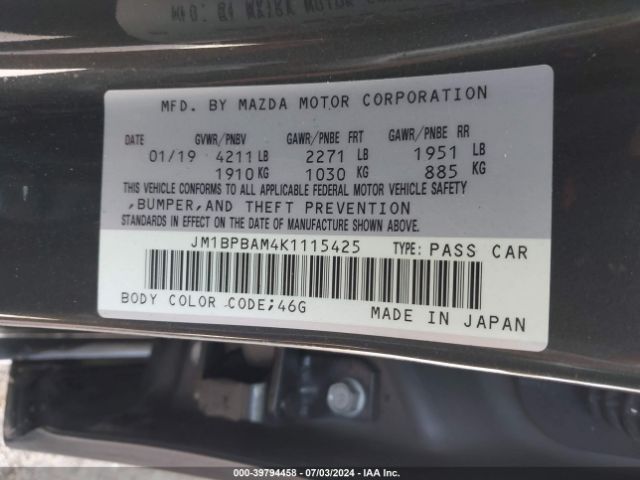 MFD. BY MAZDA MOTOR CORPORATION
DATE GVWR/PNBV GAWR/PNBE FRT GAWR/PNBE RR
01/19 4211 LB 2271 LB 1951 LB
1910 KG 1030 KG 885 KG
THIS VEHICLE CONFORMS TO ALL APPLICABLE FEDERAL MOTOR VEHICLE SAFETY
,BUMPER,AND THEFT PREVENTION
STANDARDS IN EFFECT ON THE DATE OF MANUFACTURE SHOWN ABOVE.
JM1BPBAM4K1115425 TYPE: PASS CAR
BODY COLOR CODE;46G
MADE IN JAPAN
000-39794458 - 07/03/2024 - IAA Inc.